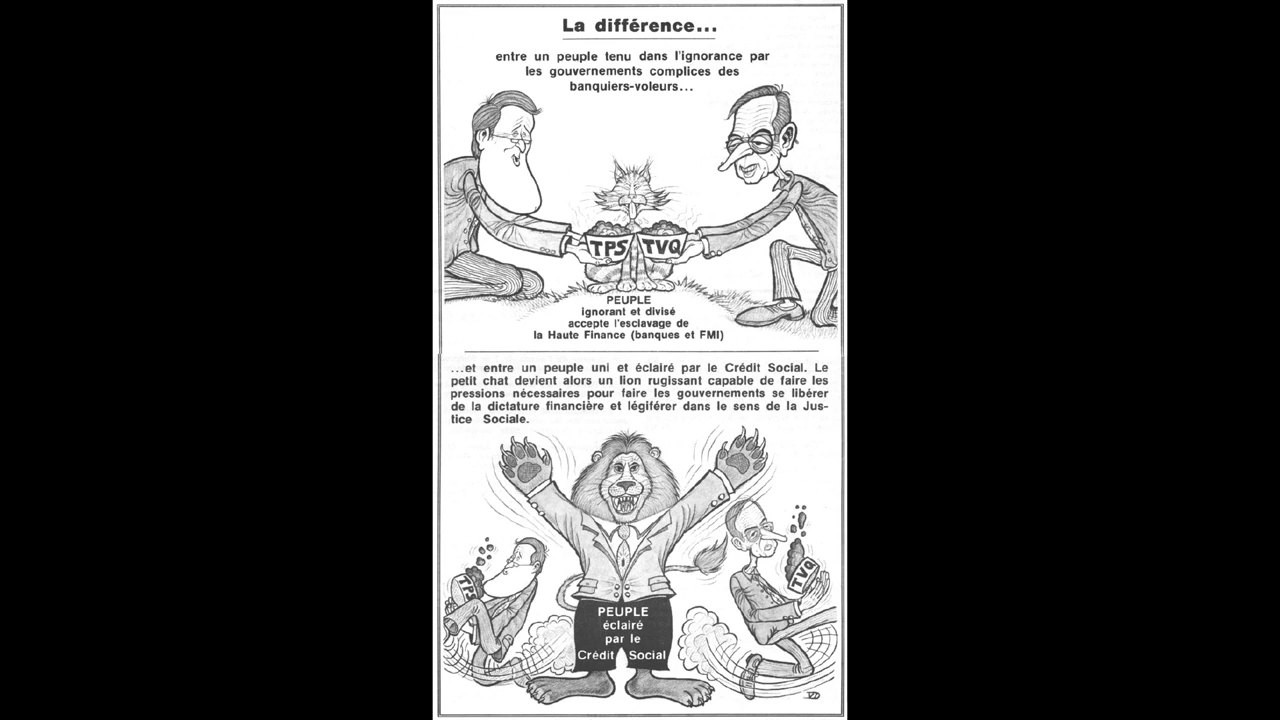 La différence...
entre un peuple tenu dans l'ignorance par
les gouvernements complices des
banquiers-voleurs...
TPS TVQ
PEUPLE
ignorant et divisé
accepte l'esclavage de
la Haute Finance (banques et FMI)
...et entre un peuple uni et éclairé par le Crédit Social. Le
petit chat devient alors un lion rugissant capable de faire les
pressions nécessaires pour faire les gouvernements se libérer
de la dictature financière et légiférer dans le sens de la Jus-
tice Sociale.
TPS
TVQ
PEUPLE
éclairé
par le
Crédit Social